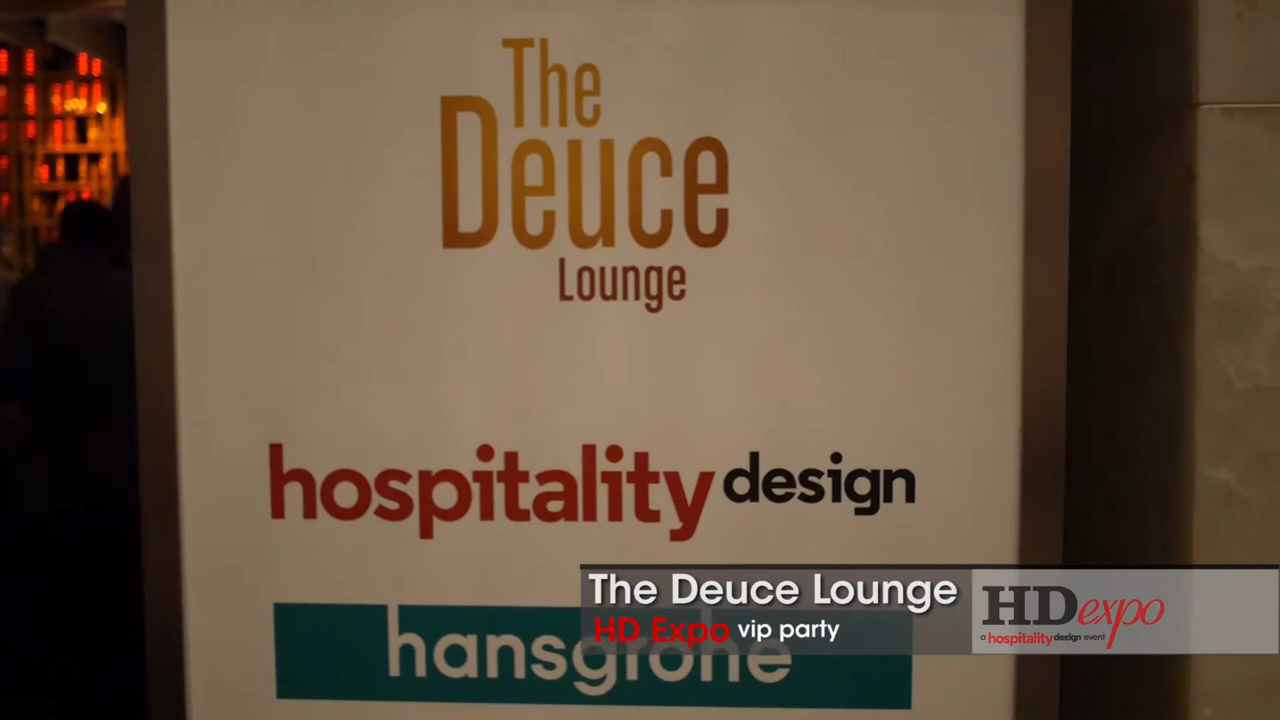 The
Deuce
Lounge
hospitality design
hansgrohe
The Deuce Lounge
HD Expo vip party
HDexpo
a hospitality design event